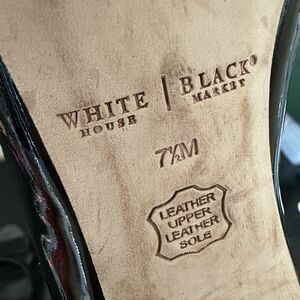 WHITE | BLACK
HOUSE MARKET
7½M
LEATHER
UPPER
LEATHER
SOLE